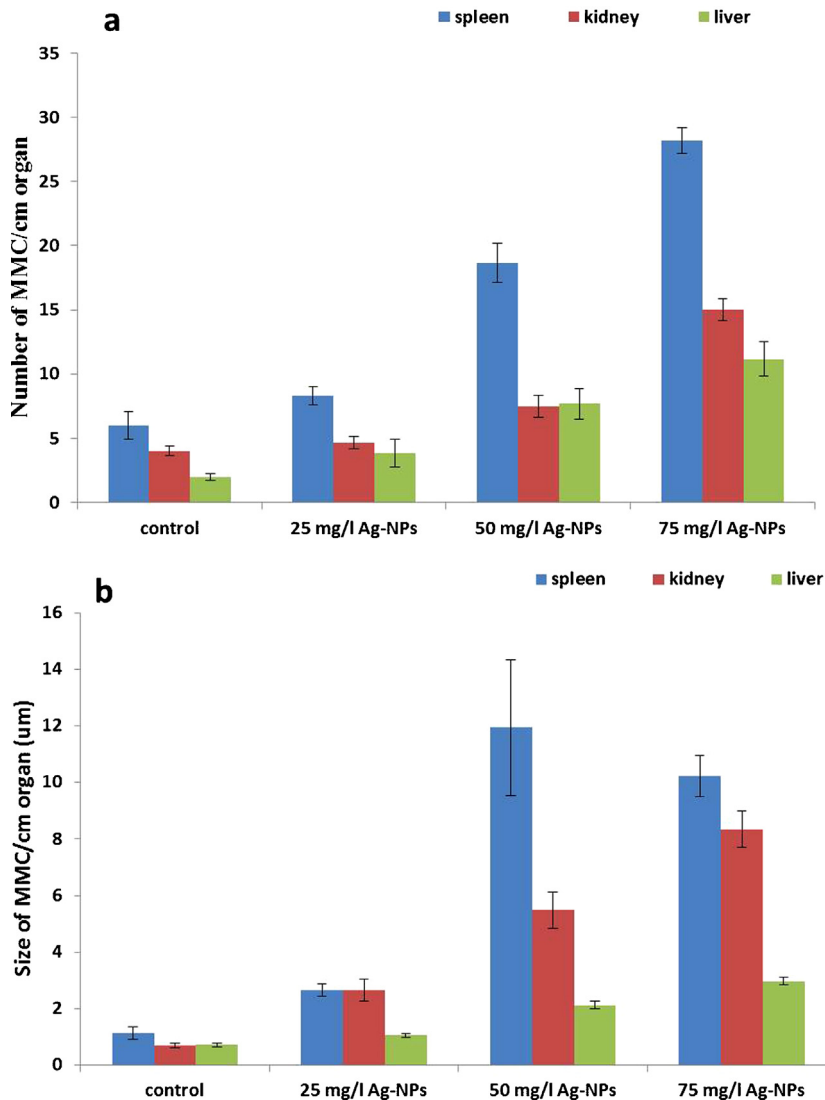 a
spleen kidney liver
Number of MMC/cm organ
35
30
25
20
15
10
5
0
control 25 mg/l Ag-NPs 50 mg/l Ag-NPs 75 mg/l Ag-NPs
b
spleen kidney liver
Size of MMC/cm organ (um)
16
14
12
10
8
6
4
2
0
control 25 mg/l Ag-NPs 50 mg/l Ag-NPs 75 mg/l Ag-NPs